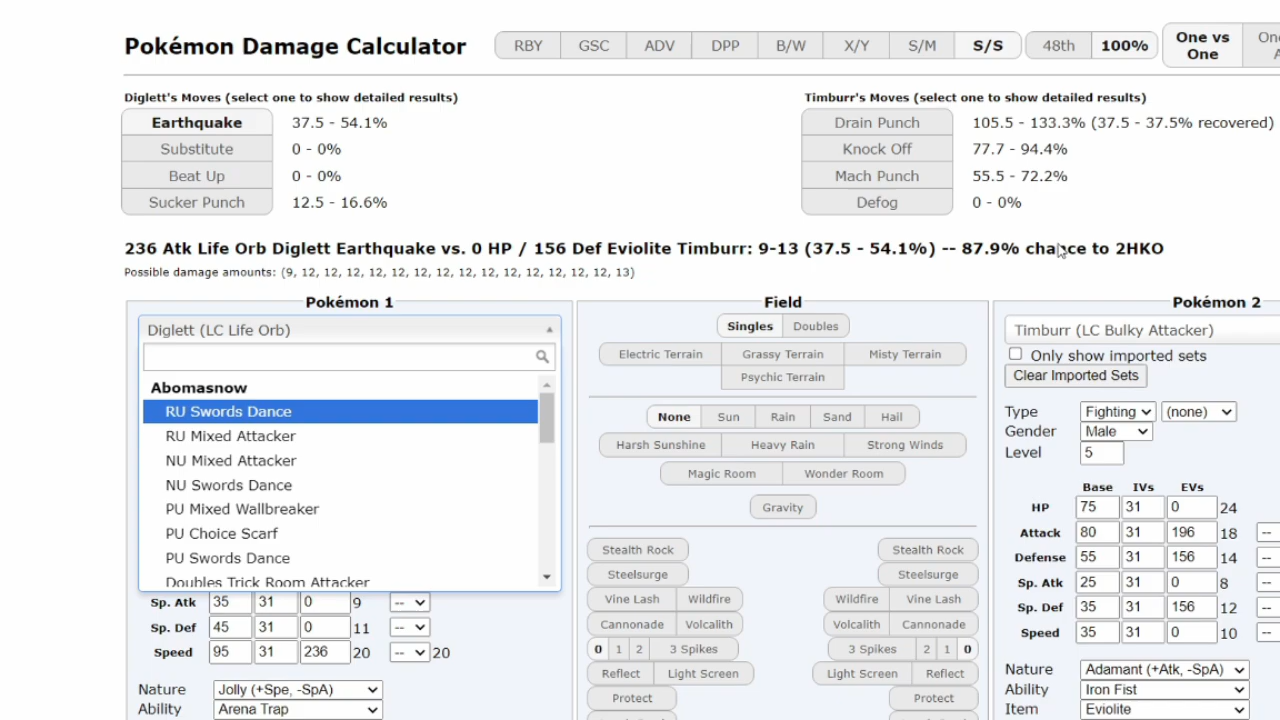 Pokémon Damage Calculator
RBY GSC ADV DPP B/W X/Y S/M S/S 48th 100% One vs One
Diglett's Moves (select one to show detailed results)
Earthquake 37.5 - 54.1%
Substitute 0 - 0%
Beat Up 0 - 0%
Sucker Punch 12.5 - 16.6%
Timburr's Moves (select one to show detailed results)
Drain Punch 105.5 - 133.3% (37.5 - 37.5% recovered)
Knock Off 77.7 - 94.4%
Mach Punch 55.5 - 72.2%
Defog 0 - 0%
236 Atk Life Orb Diglett Earthquake vs. 0 HP / 156 Def Eviolite Timburr: 9-13 (37.5 - 54.1%) -- 87.9% chance to 2HKO
Possible damage amounts: (9, 12, 12, 12, 12, 12, 12, 12, 12, 12, 12, 12, 12, 12, 12, 13)
Pokémon 1
Diglett (LC Life Orb)
Abomasnow
RU Swords Dance
RU Mixed Attacker
NU Mixed Attacker
NU Swords Dance
PU Mixed Wallbreaker
PU Choice Scarf
PU Swords Dance
Doubles Trick Room Attacker
Sp. Atk 35 31 0 9 --
Sp. Def 45 31 0 11 --
Speed 95 31 236 20 -- 20
Nature Jolly (+Spe, -SpA)
Ability Arena Trap
Field
Singles Doubles
Electric Terrain Grassy Terrain Misty Terrain
Psychic Terrain
None Sun Rain Sand Hail
Harsh Sunshine Heavy Rain Strong Winds
Magic Room Wonder Room
Gravity
Stealth Rock Stealth Rock
Steelsurge Steelsurge
Vine Lash Wildfire Wildfire Vine Lash
Cannonade Volcalith Volcalith Cannonade
0 1 2 3 Spikes 3 Spikes 2 1 0
Reflect Light Screen Light Screen Reflect
Protect Protect
Pokémon 2
Timburr (LC Bulky Attacker)
Only show imported sets
Clear Imported Sets
Type Fighting (none)
Gender Male
Level 5
Base IVs EVs
HP 75 31 0 24
Attack 80 31 196 18 --
Defense 55 31 156 14 --
Sp. Atk 25 31 0 8 --
Sp. Def 35 31 156 12 --
Speed 35 31 0 10 --
Nature Adamant (+Atk, -SpA)
Ability Iron Fist
Item Eviolite